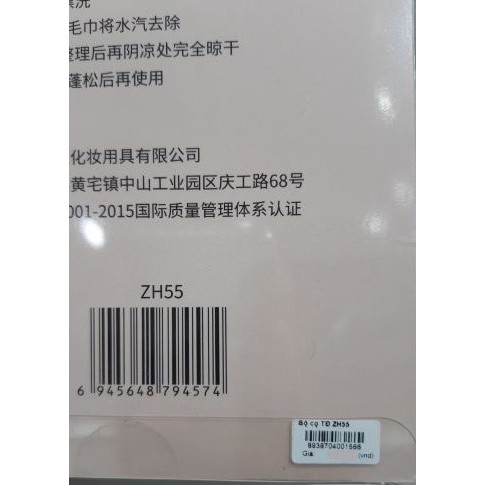 毛巾将水汽去除
整理后再阴凉处完全晾干
蓬松后再使用
化妆用具有限公司
黄宅镇中山工业园区庆工路68号
001-2015国际质量管理体系认证
ZH55
6 945648 794574
Bộ cọ TĐ ZH55
8938704001566
Giá (vnd)